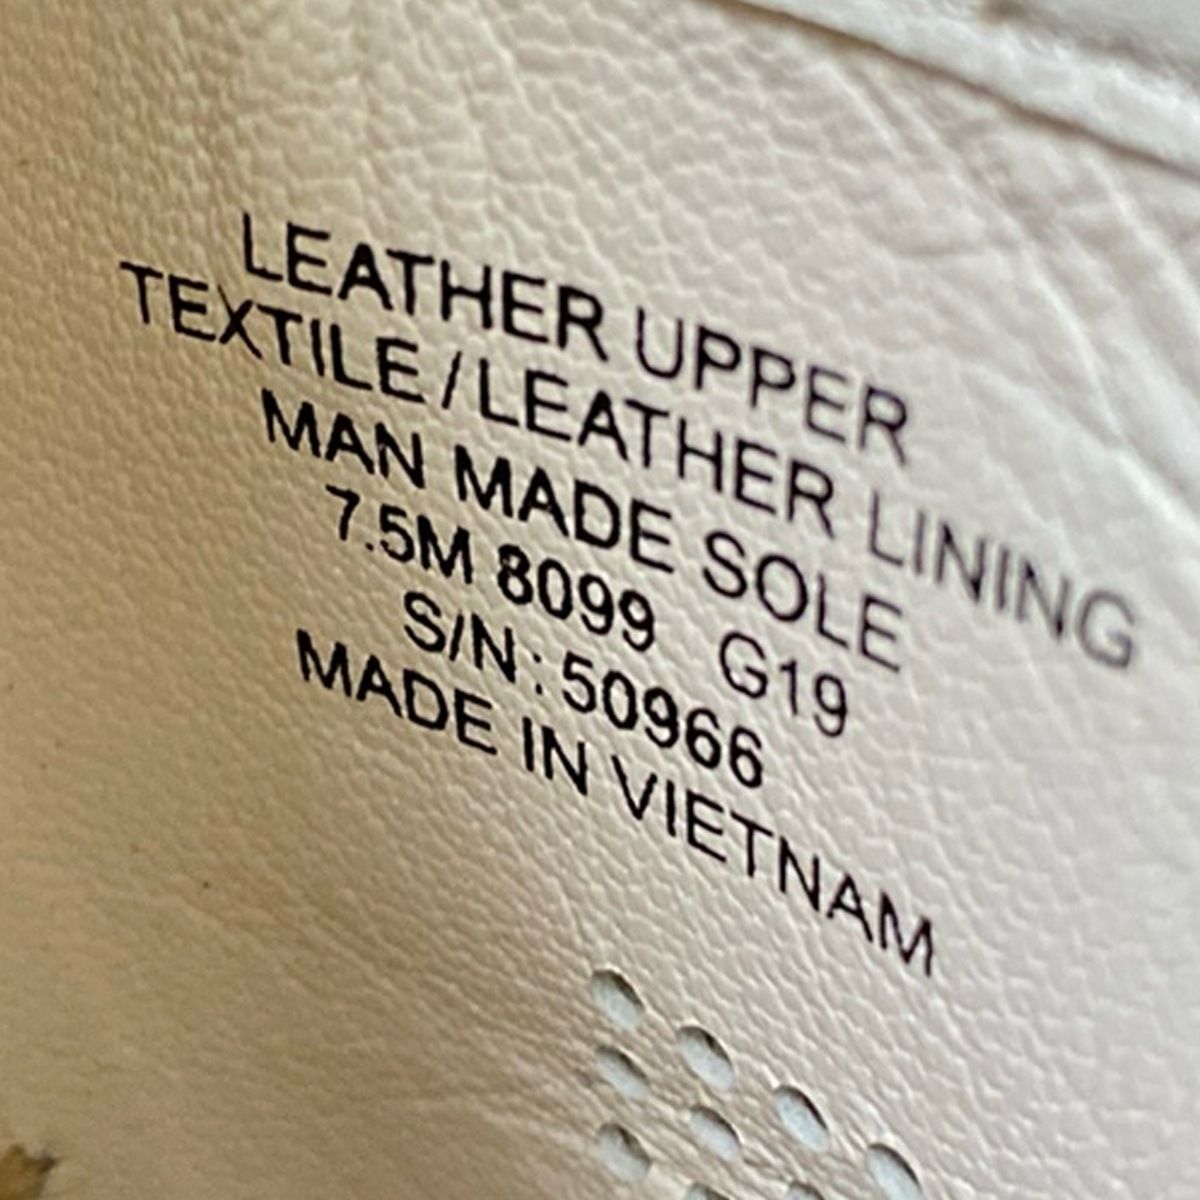 LEATHER UPPER
TEXTILE / LEATHER LINING
MAN MADE SOLE
7.5M 8099 G19
S/N: 50966
MADE IN VIETNAM